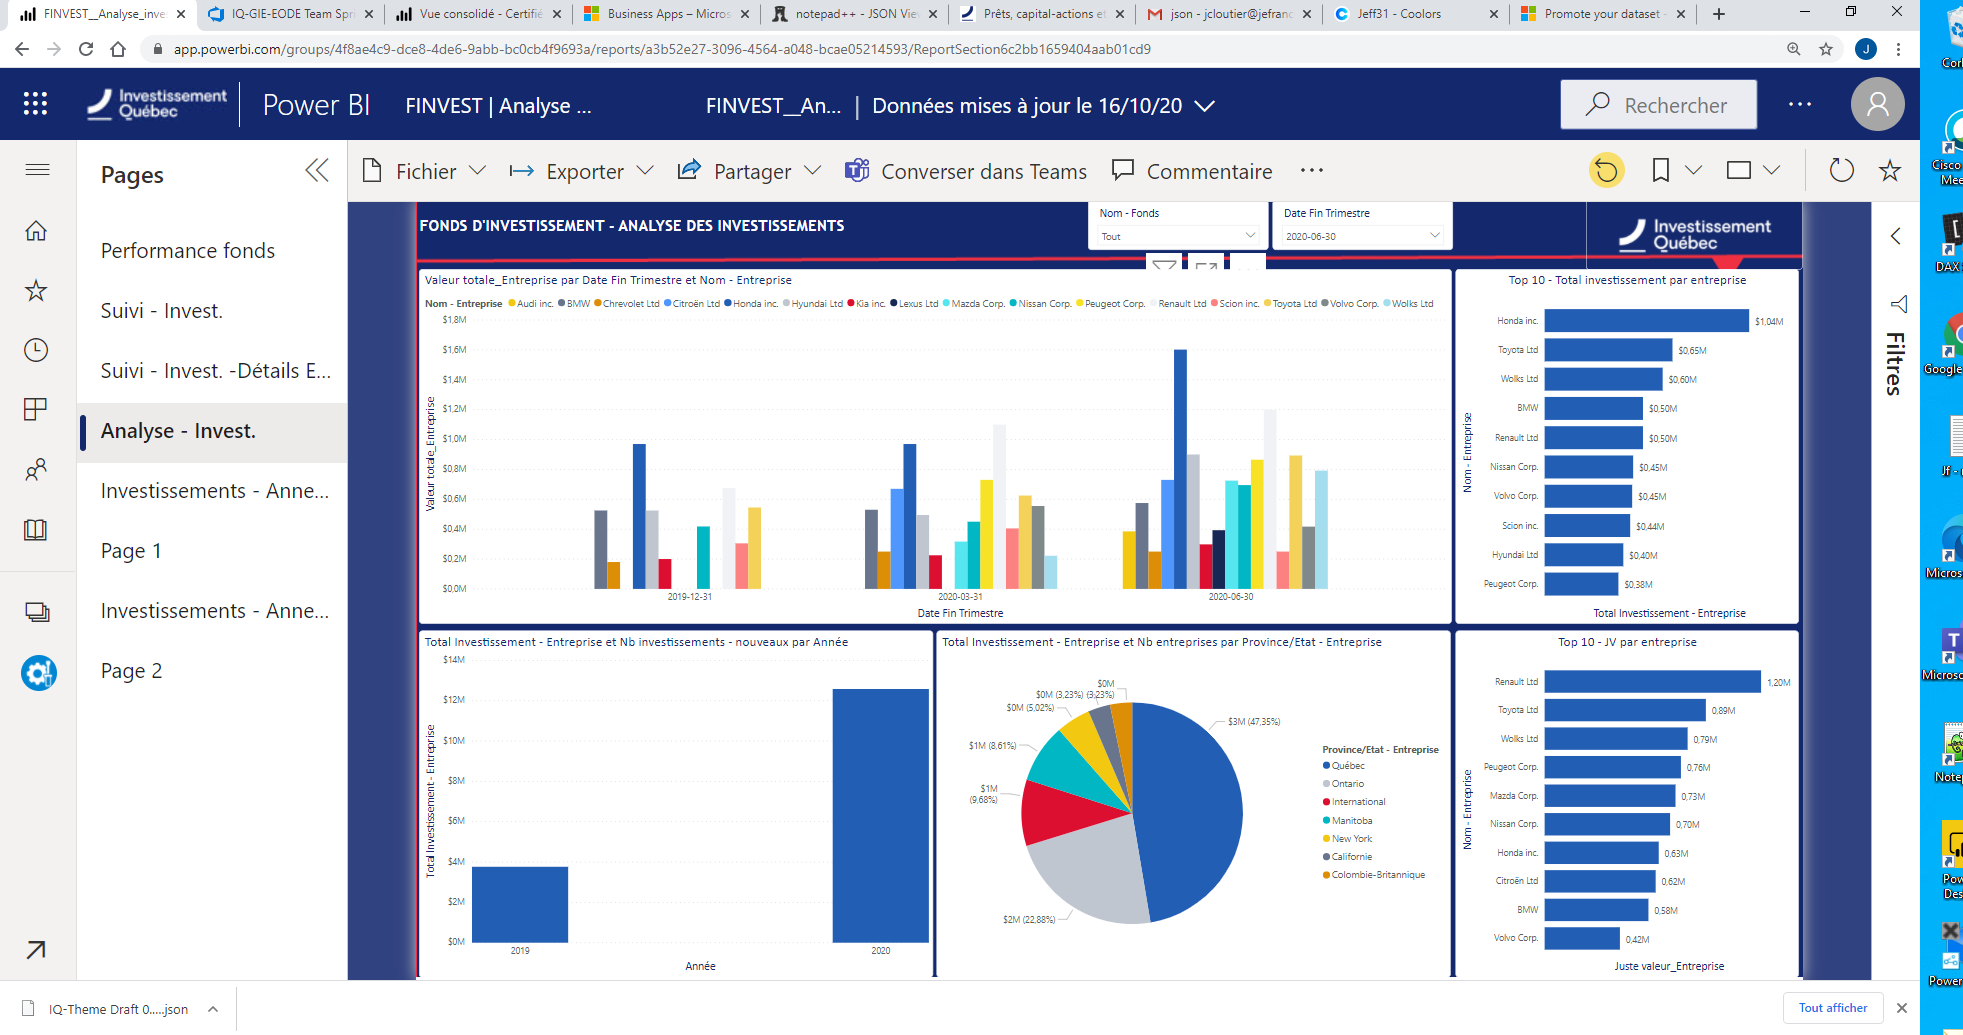 FINVEST__Analyse_inves
IQ-GIE-EODE Team Spri
Vue consolidé - Certifié
Business Apps – Micros
notepad++ - JSON Vie
Prêts, capital-actions et
json - jcloutier@jefranc
Jeff31 - Coolors
Promote your dataset -
app.powerbi.com/groups/4f8ae4c9-dce8-4de6-9abb-bc0cb4f9693a/reports/a3b52e27-3096-4564-a048-bcae05214593/ReportSection6c2bb1659404aab01cd9
J
Investissement
Québec
Power BI
FINVEST | Analyse ...
FINVEST__An... | Données mises à jour le 16/10/20
Rechercher
Pages
Performance fonds
Suivi - Invest.
Suivi - Invest. -Détails E...
Analyse - Invest.
Investissements - Anne...
Page 1
Investissements - Anne...
Page 2
Fichier
Exporter
Partager
Converser dans Teams
Commentaire
FONDS D'INVESTISSEMENT - ANALYSE DES INVESTISSEMENTS
Nom - Fonds
Tout
Date Fin Trimestre
2020-06-30
Investissement
Québec
Filtres
Valeur totale_Entreprise par Date Fin Trimestre et Nom - Entreprise
Nom - Entreprise Audi inc. BMW Chrevolet Ltd Citroën Ltd Honda inc. Hyundai Ltd Kia inc. Lexus Ltd Mazda Corp. Nissan Corp. Peugeot Corp. Renault Ltd Scion inc. Toyota Ltd Volvo Corp. Wolks Ltd
Valeur totale_Entreprise
$1,8M
$1,6M
$1,4M
$1,2M
$1,0M
$0,8M
$0,6M
$0,4M
$0,2M
$0,0M
2019-12-31
2020-03-31
2020-06-30
Date Fin Trimestre
Top 10 - Total investissement par entreprise
Nom - Entreprise
Honda inc. $1,04M
Toyota Ltd $0,65M
Wolks Ltd $0,60M
BMW $0,50M
Renault Ltd $0,50M
Nissan Corp. $0,45M
Volvo Corp. $0,45M
Scion inc. $0,44M
Hyundai Ltd $0,40M
Peugeot Corp. $0,38M
Total Investissement - Entreprise
Total Investissement - Entreprise et Nb investissements - nouveaux par Année
Total Investissement - Entreprise
$14M
$12M
$10M
$8M
$6M
$4M
$2M
$0M
2019
2020
Année
Total Investissement - Entreprise et Nb entreprises par Province/Etat - Entreprise
$0M
(3,23%)
$0M (3,23%)
$0M (5,02%)
$1M (8,61%)
$1M
(9,68%)
$2M (22,88%)
$3M (47,35%)
Province/Etat - Entreprise
Québec
Ontario
International
Manitoba
New York
Californie
Colombie-Britannique
Top 10 - JV par entreprise
Nom - Entreprise
Renault Ltd 1,20M
Toyota Ltd 0,89M
Wolks Ltd 0,79M
Peugeot Corp. 0,76M
Mazda Corp. 0,73M
Nissan Corp. 0,70M
Honda inc. 0,63M
Citroën Ltd 0,62M
BMW 0,58M
Volvo Corp. 0,42M
Juste valeur_Entreprise
IQ-Theme Draft 0.....json
Tout afficher
Cor
Cisco
Mee
DAX
Google
Jf -
Micros
Microso
Notep
Pow
Des
Power